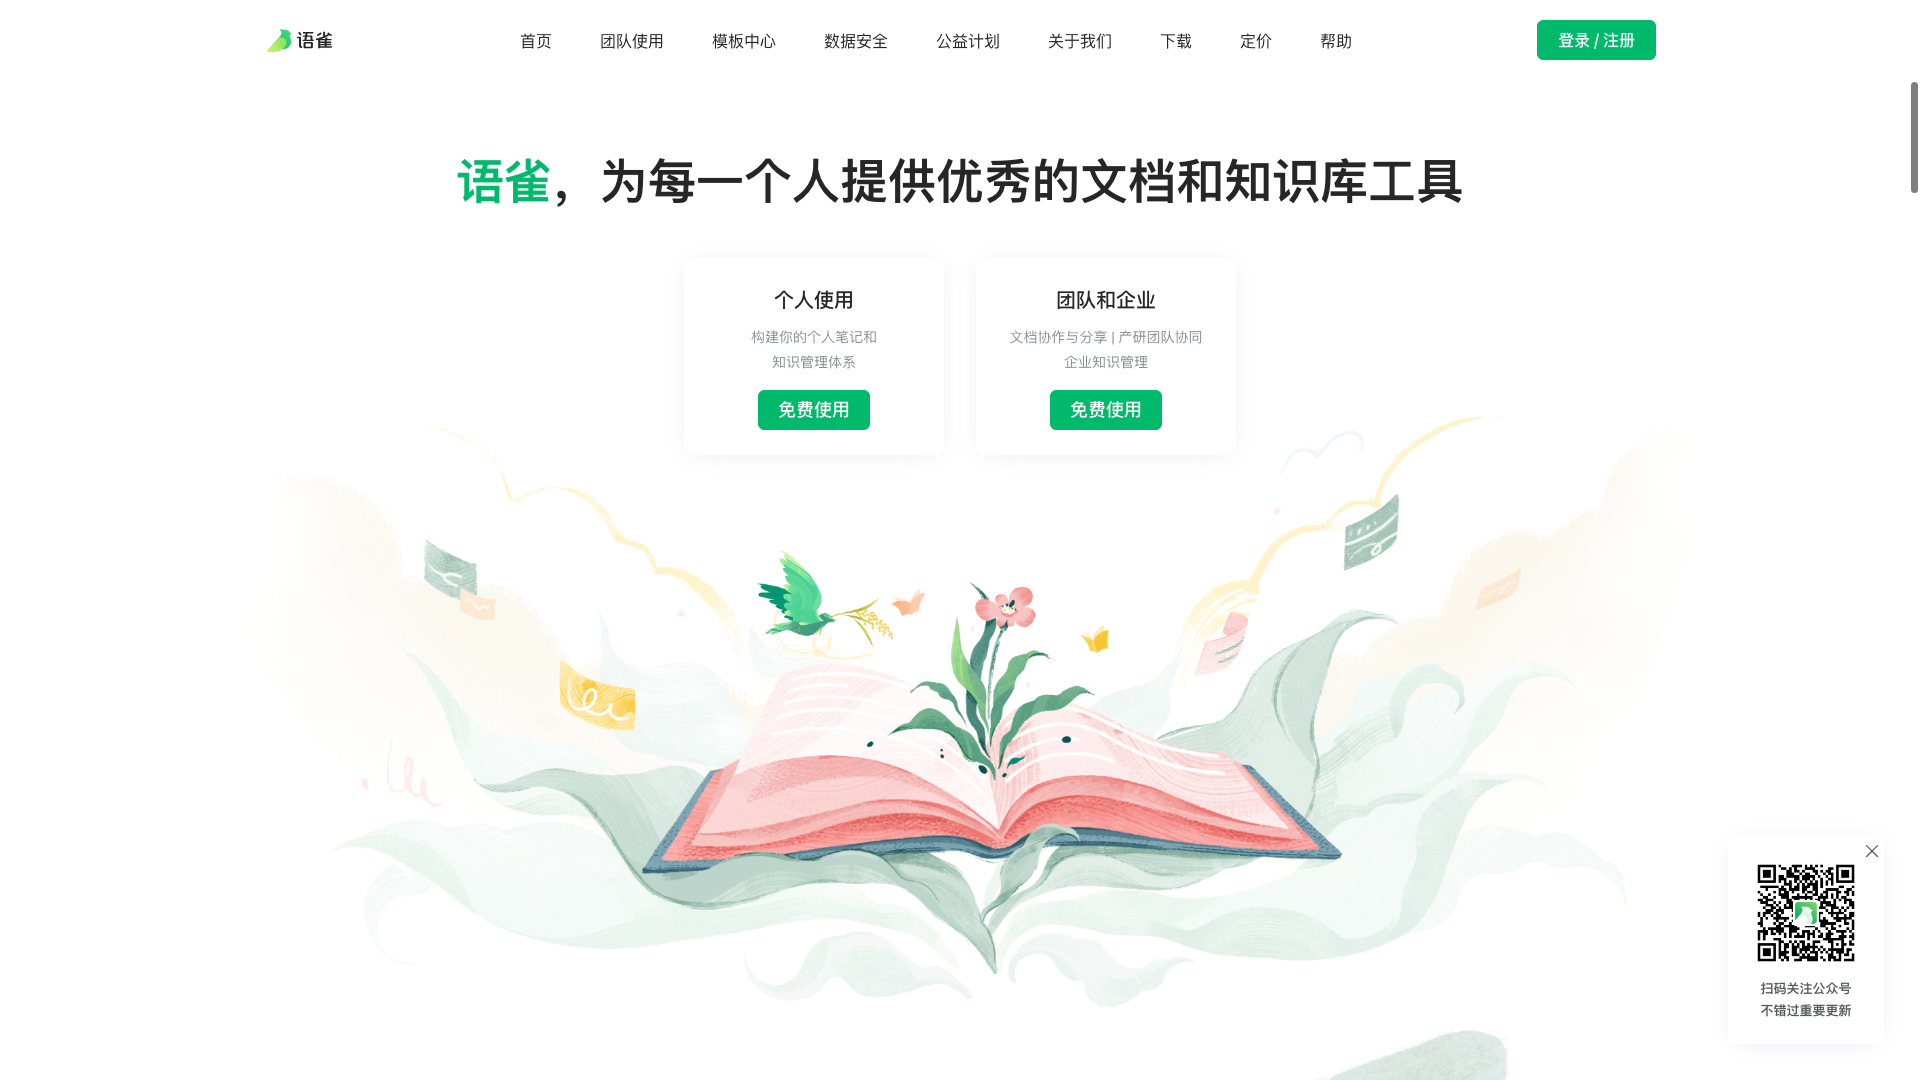 语雀
首页
团队使用
模板中心
数据安全
公益计划
关于我们
下载
定价
帮助
登录 / 注册
语雀，为每一个人提供优秀的文档和知识库工具
个人使用
构建你的个人笔记和
知识管理体系
免费使用
团队和企业
文档协作与分享 | 产研团队协同
企业知识管理
免费使用
扫码关注公众号
不错过重要更新